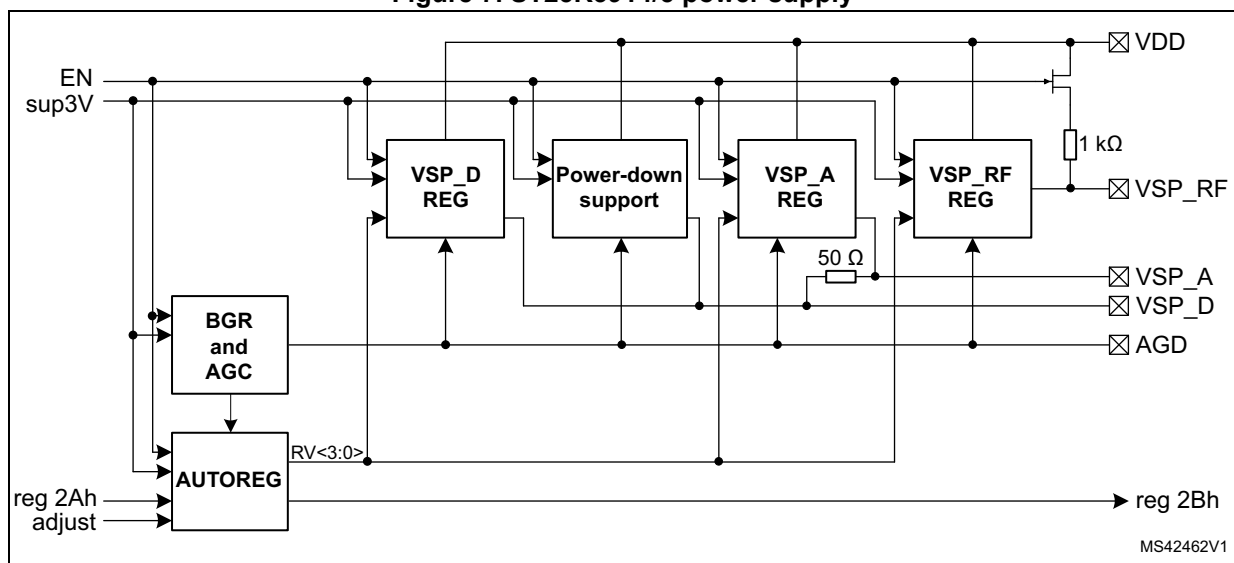 VDD
EN
sup3V
1 kΩ
VSP_D
REG
Power-down
support
VSP_A
REG
VSP_RF
REG
VSP_RF
50 Ω
VSP_A
VSP_D
BGR
and
AGC
AGD
AUTOREG
RV<3:0>
reg 2Ah
adjust
reg 2Bh
MS42462V1